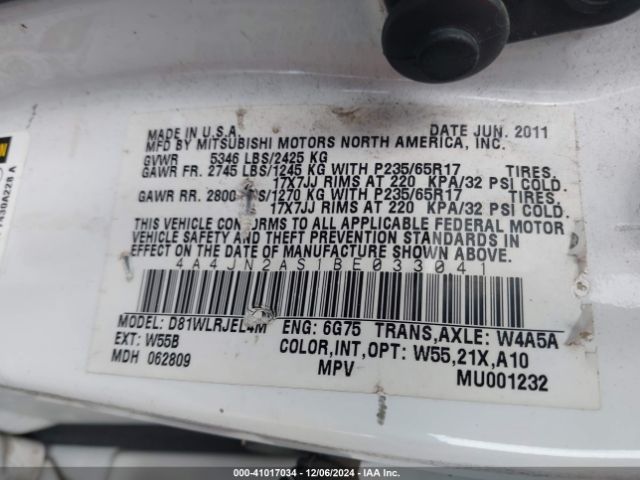 MADE IN U.S.A. DATE JUN. 2011
MFD BY MITSUBISHI MOTORS NORTH AMERICA, INC.
GVWR 5346 LBS/2425 KG
GAWR FR. 2745 LBS/1245 KG WITH P235/65R17 TIRES,
17X7JJ RIMS AT 220 KPA/32 PSI COLD.
GAWR RR. 2800 /1270 KG WITH P235/65R17 TIRES,
17X7JJ RIMS AT 220 KPA/32 PSI COLD.
THIS VEHICLE CONFORMS TO ALL APPLICABLE FEDERAL MOTOR
VEHICLE SAFETY AND THEFT PREVENTION STANDARDS IN
EFFECT ON THE DATE OF MANUFACTURE SHOWN ABOVE.
4A4JN2AS1BE033041
MODEL: D81WLRJEL4M ENG: 6G75 TRANS,AXLE: W4A5A
EXT: W55B COLOR,INT,OPT: W55,21X,A10
MDH 062809 MPV MU001232
7430A228 A
000-41017034 - 12/06/2024 - IAA Inc.